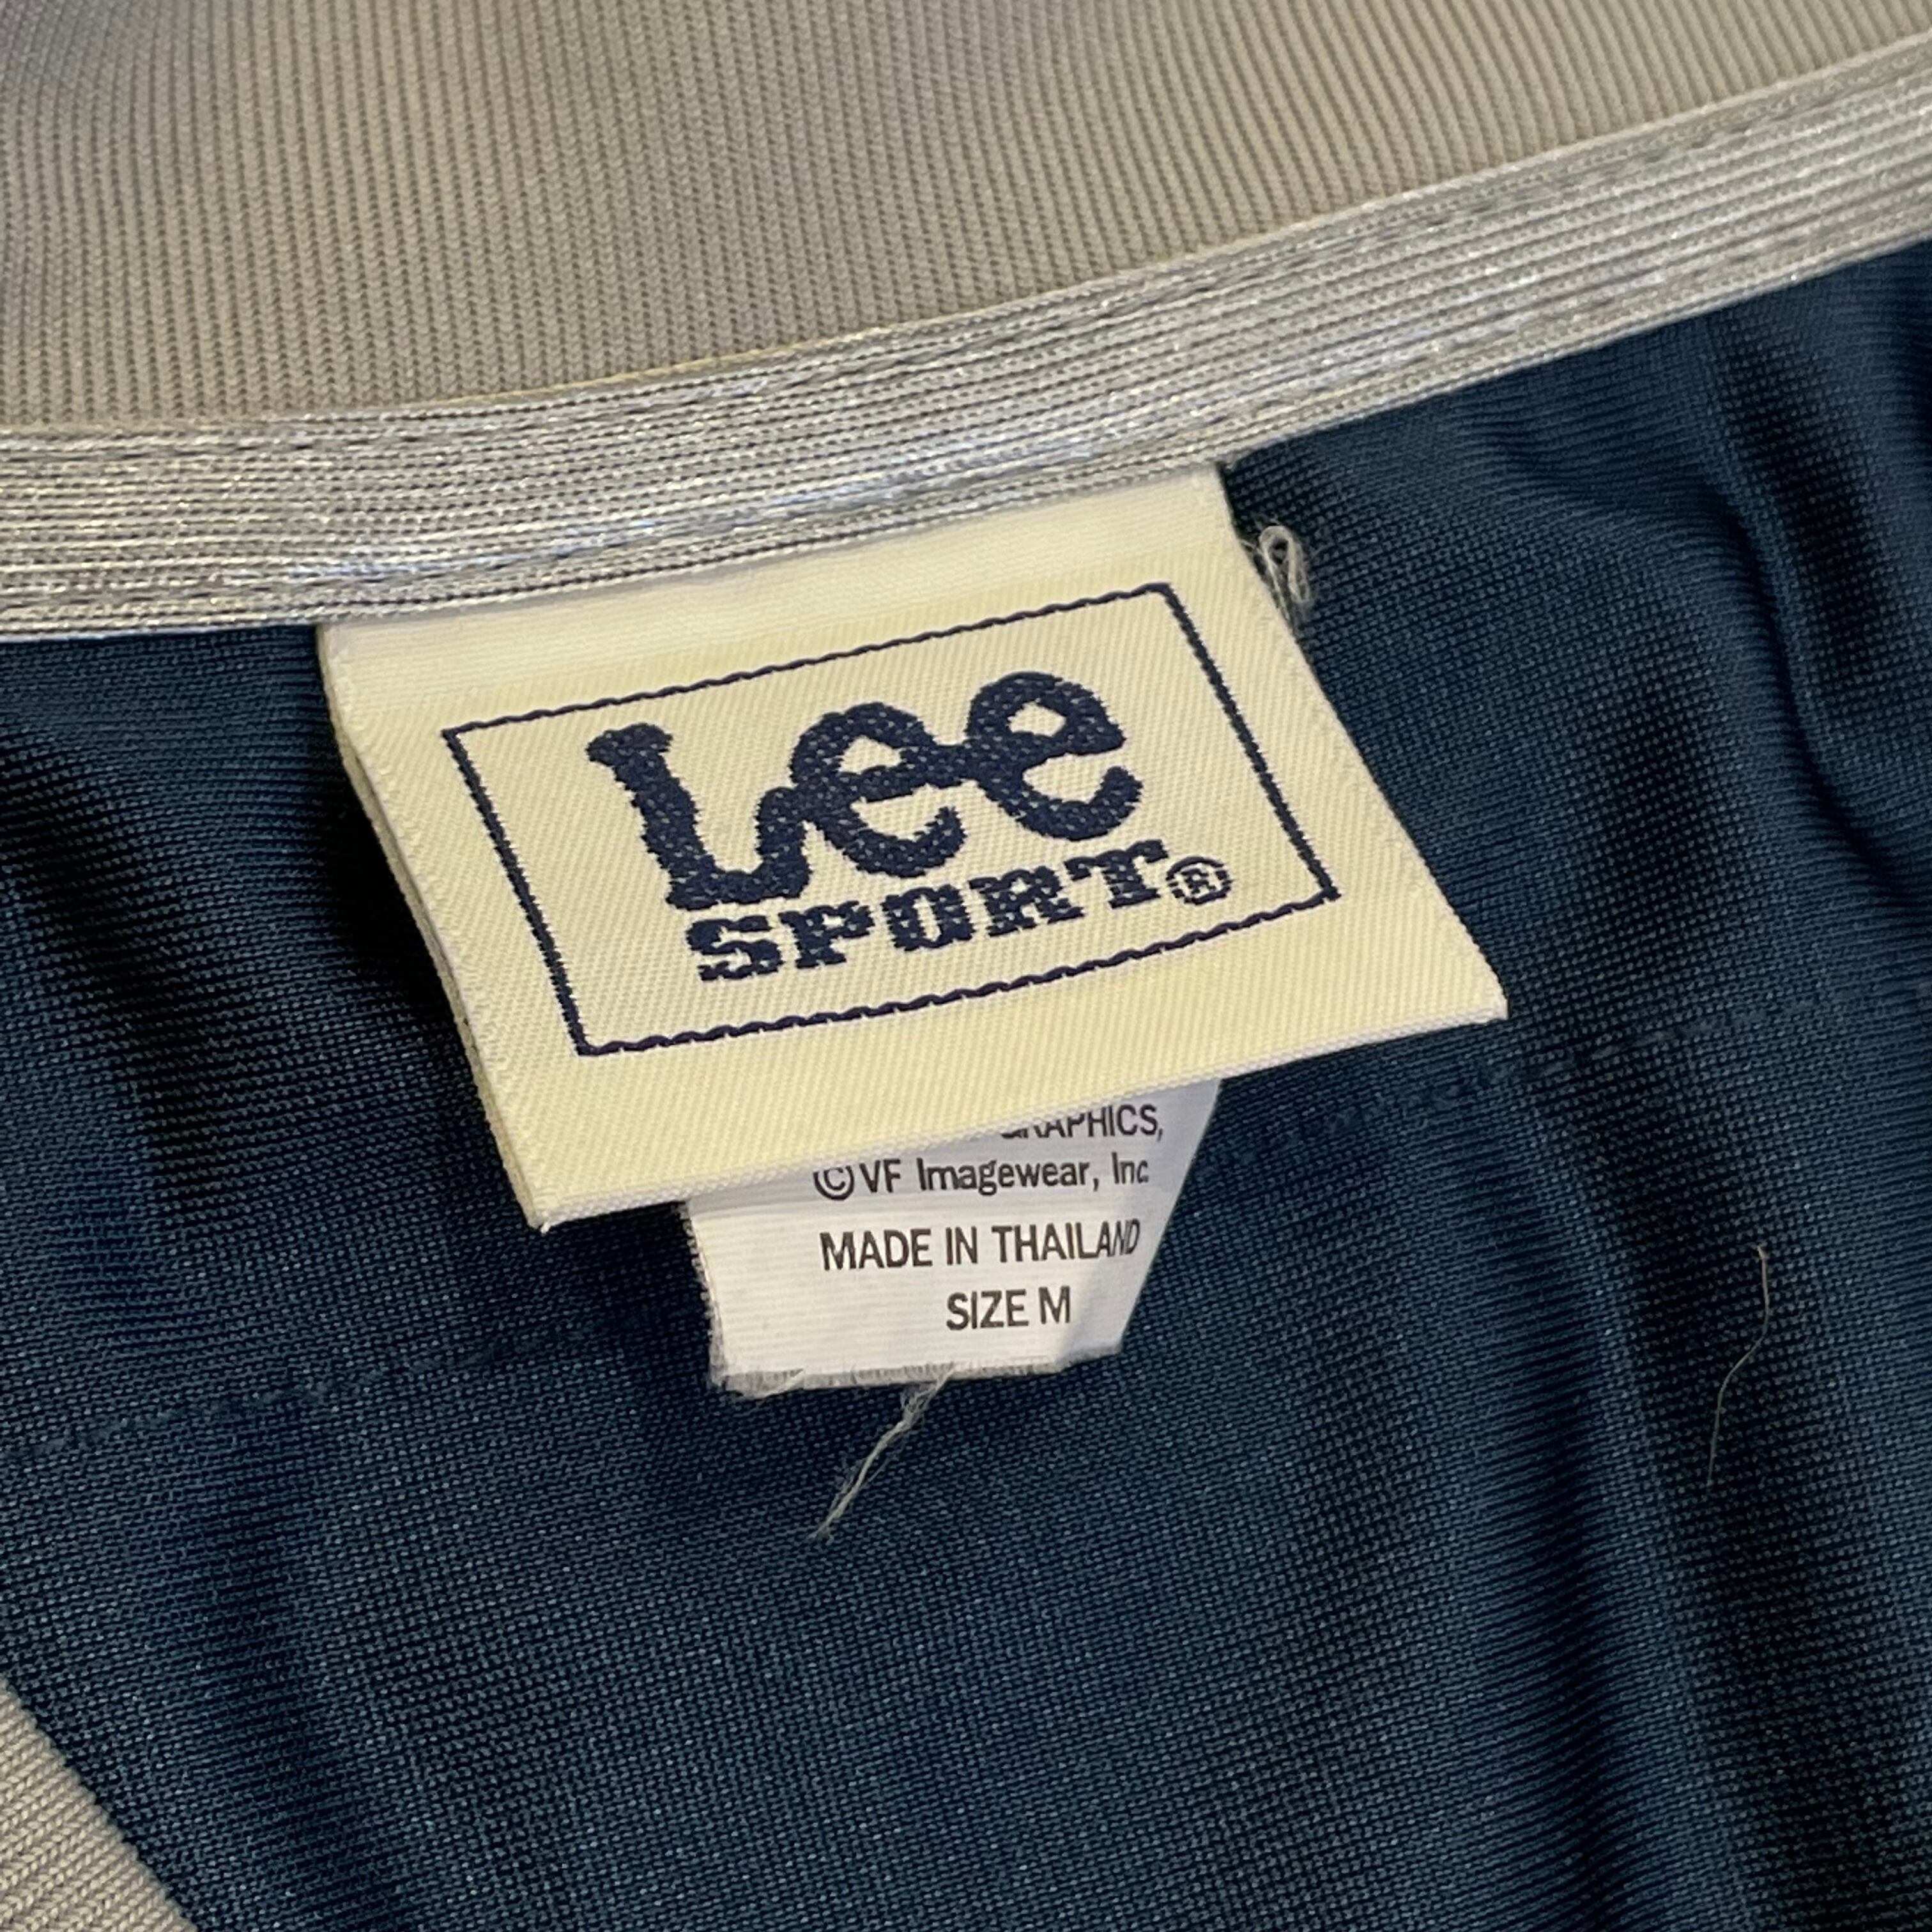 Lee
SPORT®
GRAPHICS,
©VF Imagewear, Inc.
MADE IN THAILAND
SIZE M